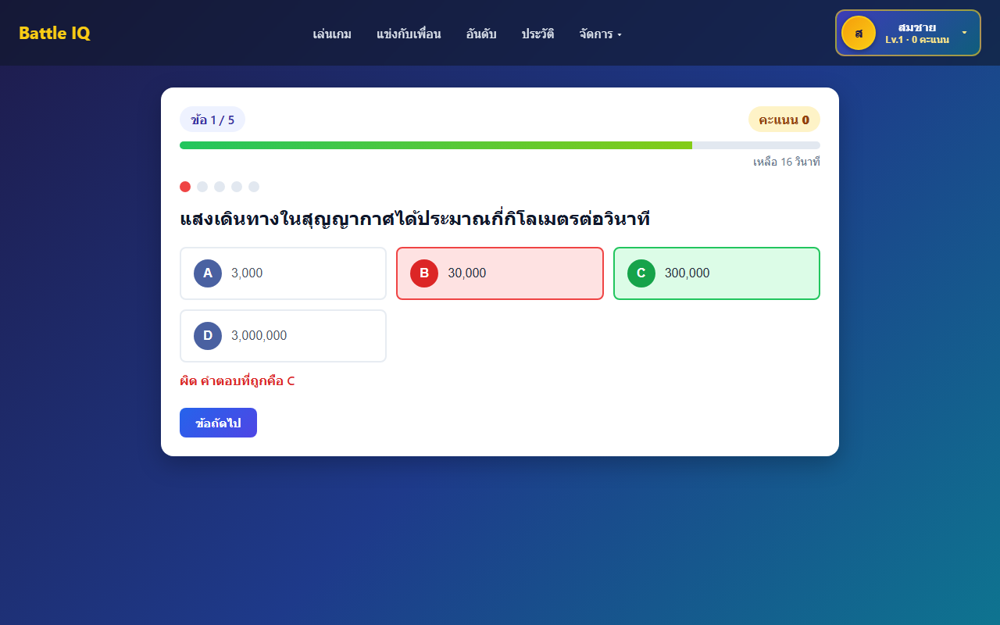 Battle IQ
เล่นเกม
แข่งกับเพื่อน
อันดับ
ประวัติ
จัดการ
ส
สมชาย
Lv.1 · 0 คะแนน
ข้อ 1 / 5
คะแนน 0
เหลือ 16 วินาที
แสงเดินทางในสุญญากาศได้ประมาณกี่กิโลเมตรต่อวินาที
A 3,000
B 30,000
C 300,000
D 3,000,000
ผิด คำตอบที่ถูกคือ C
ข้อถัดไป